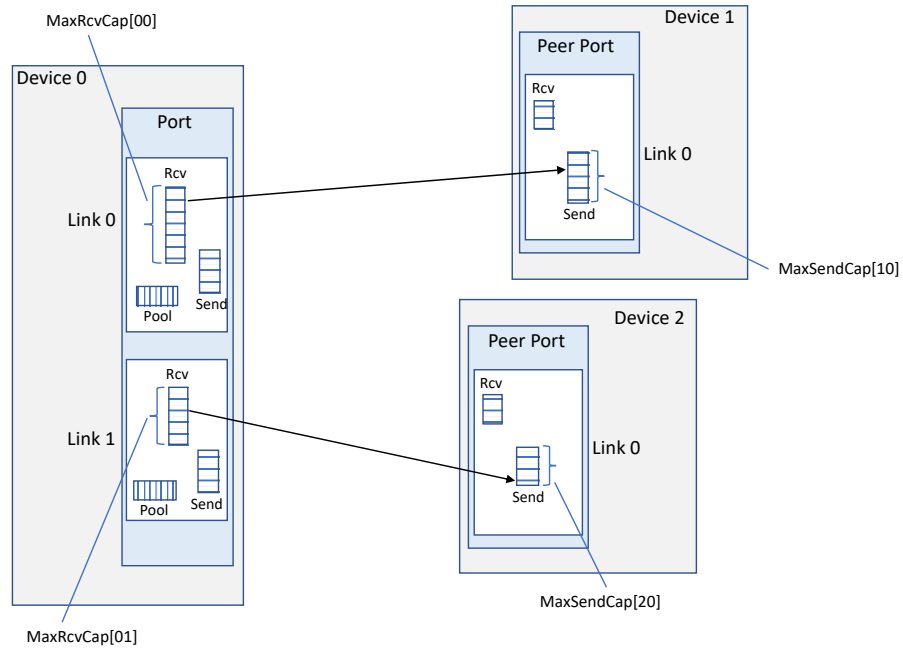 MaxRcvCap[00]
Device 0
Port
Rcv
Link 0
Send
Pool
Rcv
Link 1
Send
Pool
MaxRcvCap[01]
Device 1
Peer Port
Rcv
Link 0
Send
MaxSendCap[10]
Device 2
Peer Port
Rcv
Link 0
Send
MaxSendCap[20]